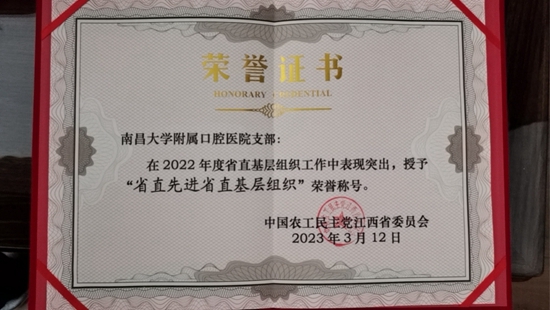 荣誉证书
HONORARY CREDENTIAL
南昌大学附属口腔医院支部：
在2022年度省直基层组织工作中表现突出，授予
“省直先进省直基层组织”荣誉称号。
中国农工民主党江西省委员会
2023年3月12日